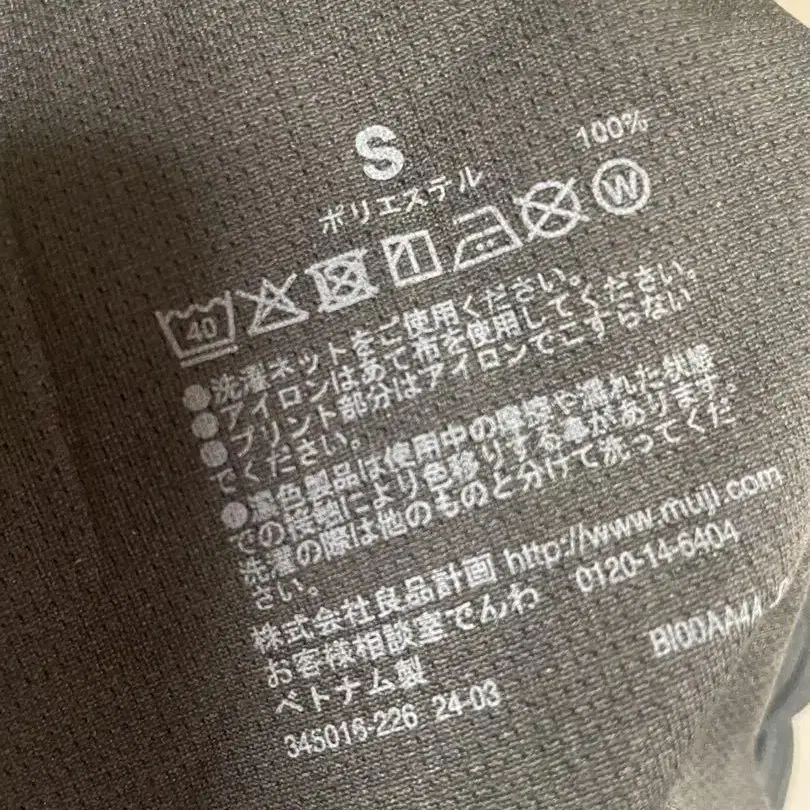 S
ポリエステル 100%
40 W
●洗濯ネットをご使用ください。
●アイロンはあて布を使用してください。
●プリント部分はアイロンでこすらない
でください。
●濃色製品は使用中の摩擦や濡れた状態
での接触により色移りする事があります。
洗濯の際は他のものと分けて洗ってくだ
さい。
株式会社良品計画 http://www.muji.com
お客様相談室でんわ 0120-14-6404
ベトナム製
345016-226 24-03